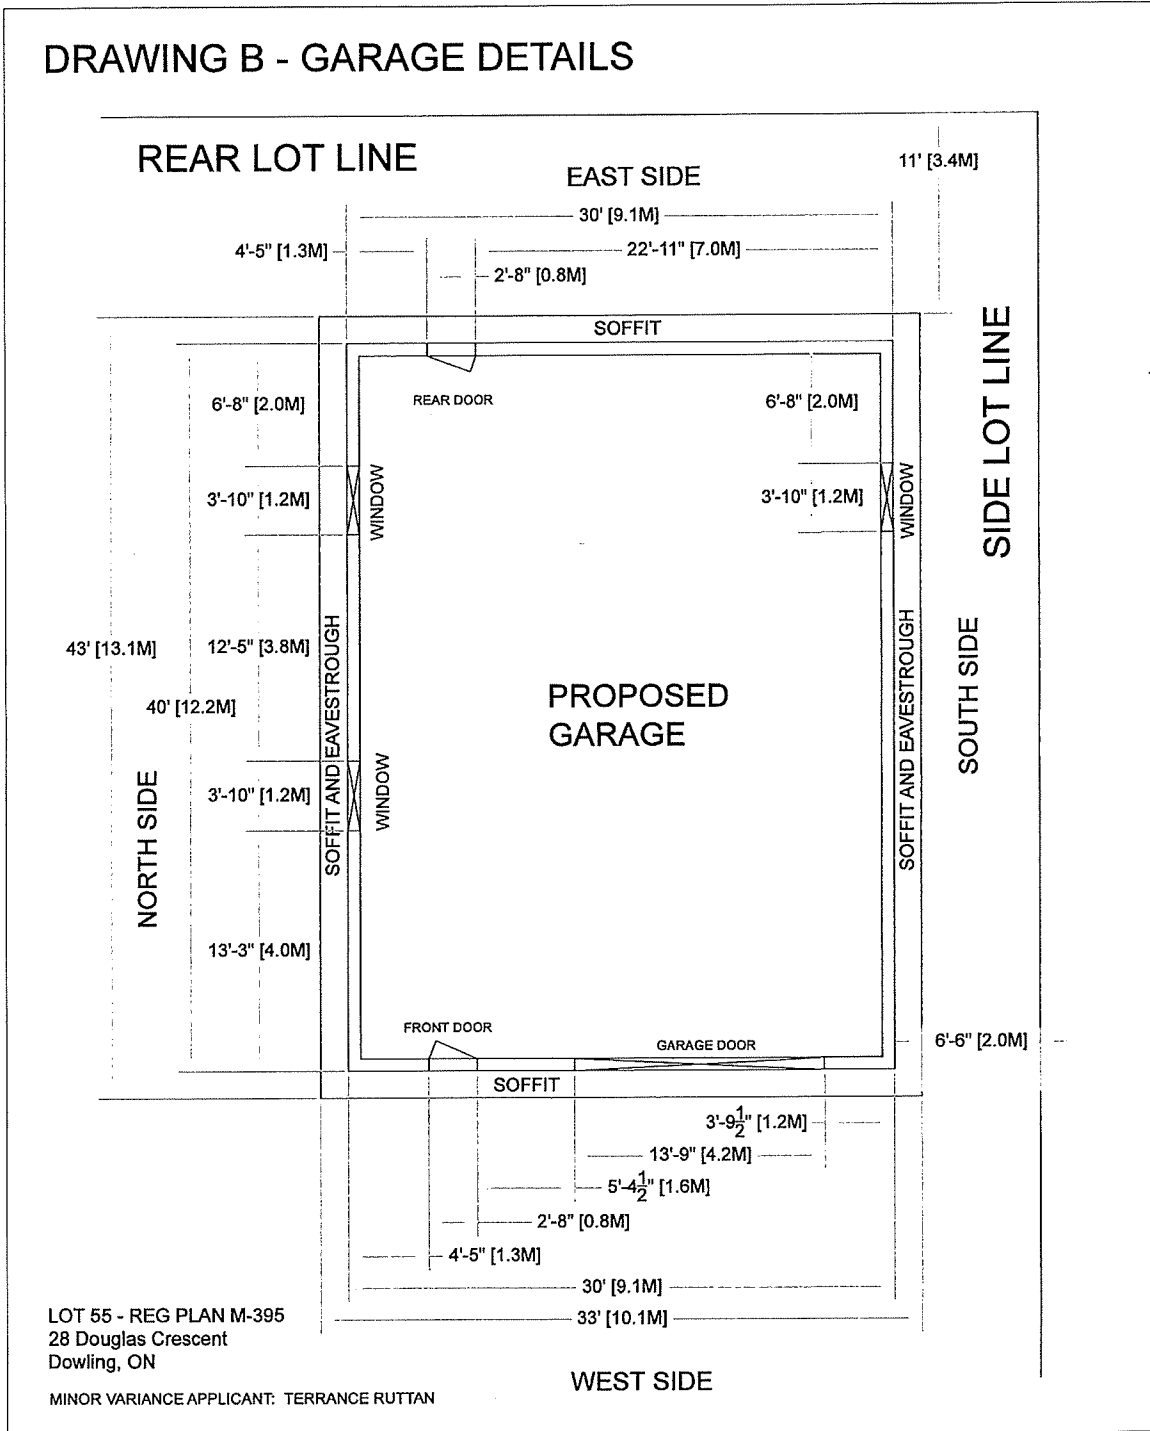 DRAWING B - GARAGE DETAILS
REAR LOT LINE
11' [3.4M]
EAST SIDE
30' [9.1M]
4'-5" [1.3M]
22'-11" [7.0M]
2'-8" [0.8M]
SOFFIT
SIDE LOT LINE
REAR DOOR
6'-8" [2.0M]
6'-8" [2.0M]
3'-10" [1.2M]
WINDOW
3'-10" [1.2M]
WINDOW
43' [13.1M]
12'-5" [3.8M]
SOFFIT AND EAVESTROUGH
SOFFIT AND EAVESTROUGH
SOUTH SIDE
40' [12.2M]
PROPOSED
GARAGE
3'-10" [1.2M]
WINDOW
NORTH SIDE
13'-3" [4.0M]
FRONT DOOR
GARAGE DOOR
6'-6" [2.0M]
SOFFIT
3'-9 1/2" [1.2M]
13'-9" [4.2M]
5'-4 1/2" [1.6M]
2'-8" [0.8M]
4'-5" [1.3M]
30' [9.1M]
33' [10.1M]
LOT 55 - REG PLAN M-395
28 Douglas Crescent
Dowling, ON
WEST SIDE
MINOR VARIANCE APPLICANT: TERRANCE RUTTAN